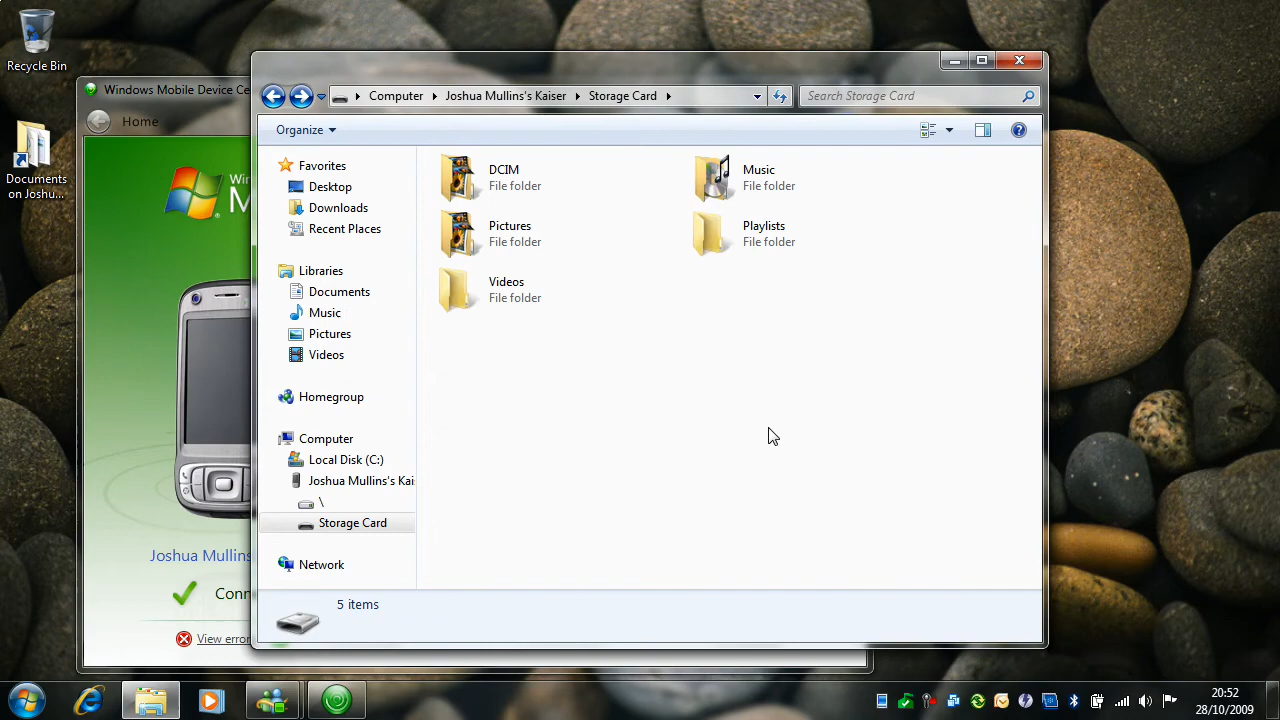 Recycle Bin
Documents
on Joshu...
Windows Mobile Device Ce
Home
Joshua Mullins
Conn
View error
Computer
Joshua Mullins's Kaiser
Storage Card
Search Storage Card
Organize
Favorites
Desktop
Downloads
Recent Places
Libraries
Documents
Music
Pictures
Videos
Homegroup
Computer
Local Disk (C:)
Joshua Mullins's Kai
\
Storage Card
Network
DCIM
File folder
Music
File folder
Pictures
File folder
Playlists
File folder
Videos
File folder
5 items
20:52
28/10/2009